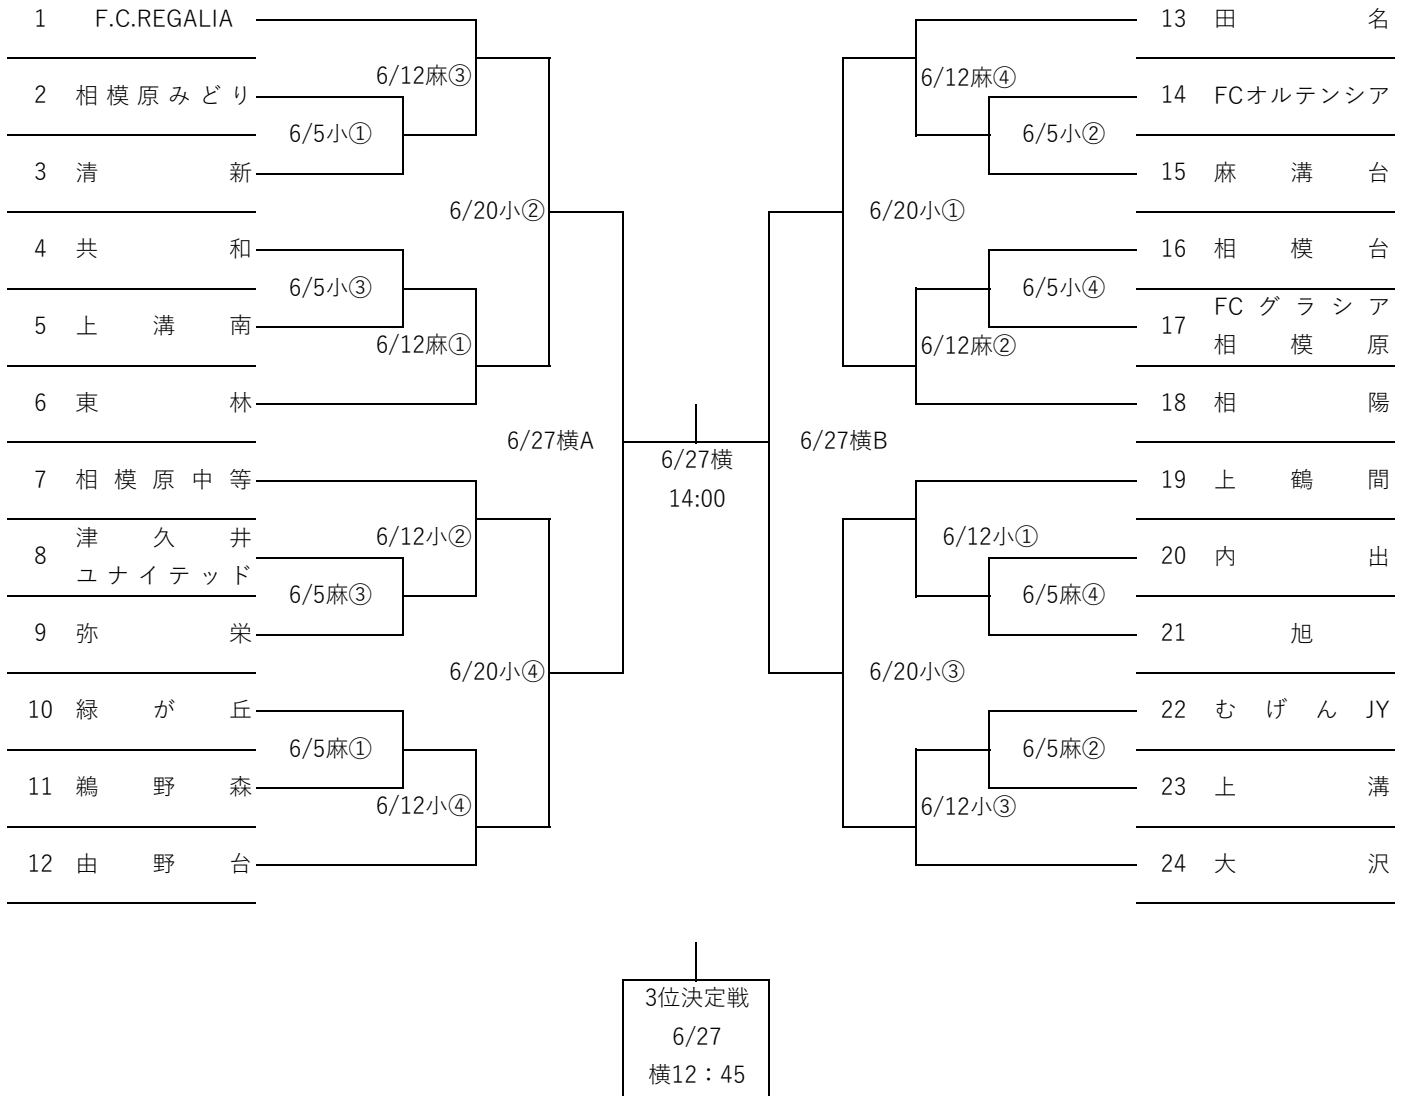 1 F.C.REGALIA
2 相模原みどり
3 清新
4 共和
5 上溝南
6 東林
7 相模原中等
8 津久井
ユナイテッド
9 弥栄
10 緑が丘
11 鵜野森
12 由野台
6/5小①
6/5小③
6/5麻③
6/5麻①
6/12麻③
6/12麻①
6/12小②
6/12小④
6/20小②
6/20小④
6/27横A
6/27横
14:00
6/27横B
6/20小①
6/20小③
6/12麻④
6/12麻②
6/12小①
6/12小③
6/5小②
6/5小④
6/5麻④
6/5麻②
13 田名
14 FCオルテンシア
15 麻溝台
16 相模台
17 FCグラシア
相模原
18 相陽
19 上鶴間
20 内出
21 旭
22 むげんJY
23 上溝
24 大沢
3位決定戦
6/27
横12：45